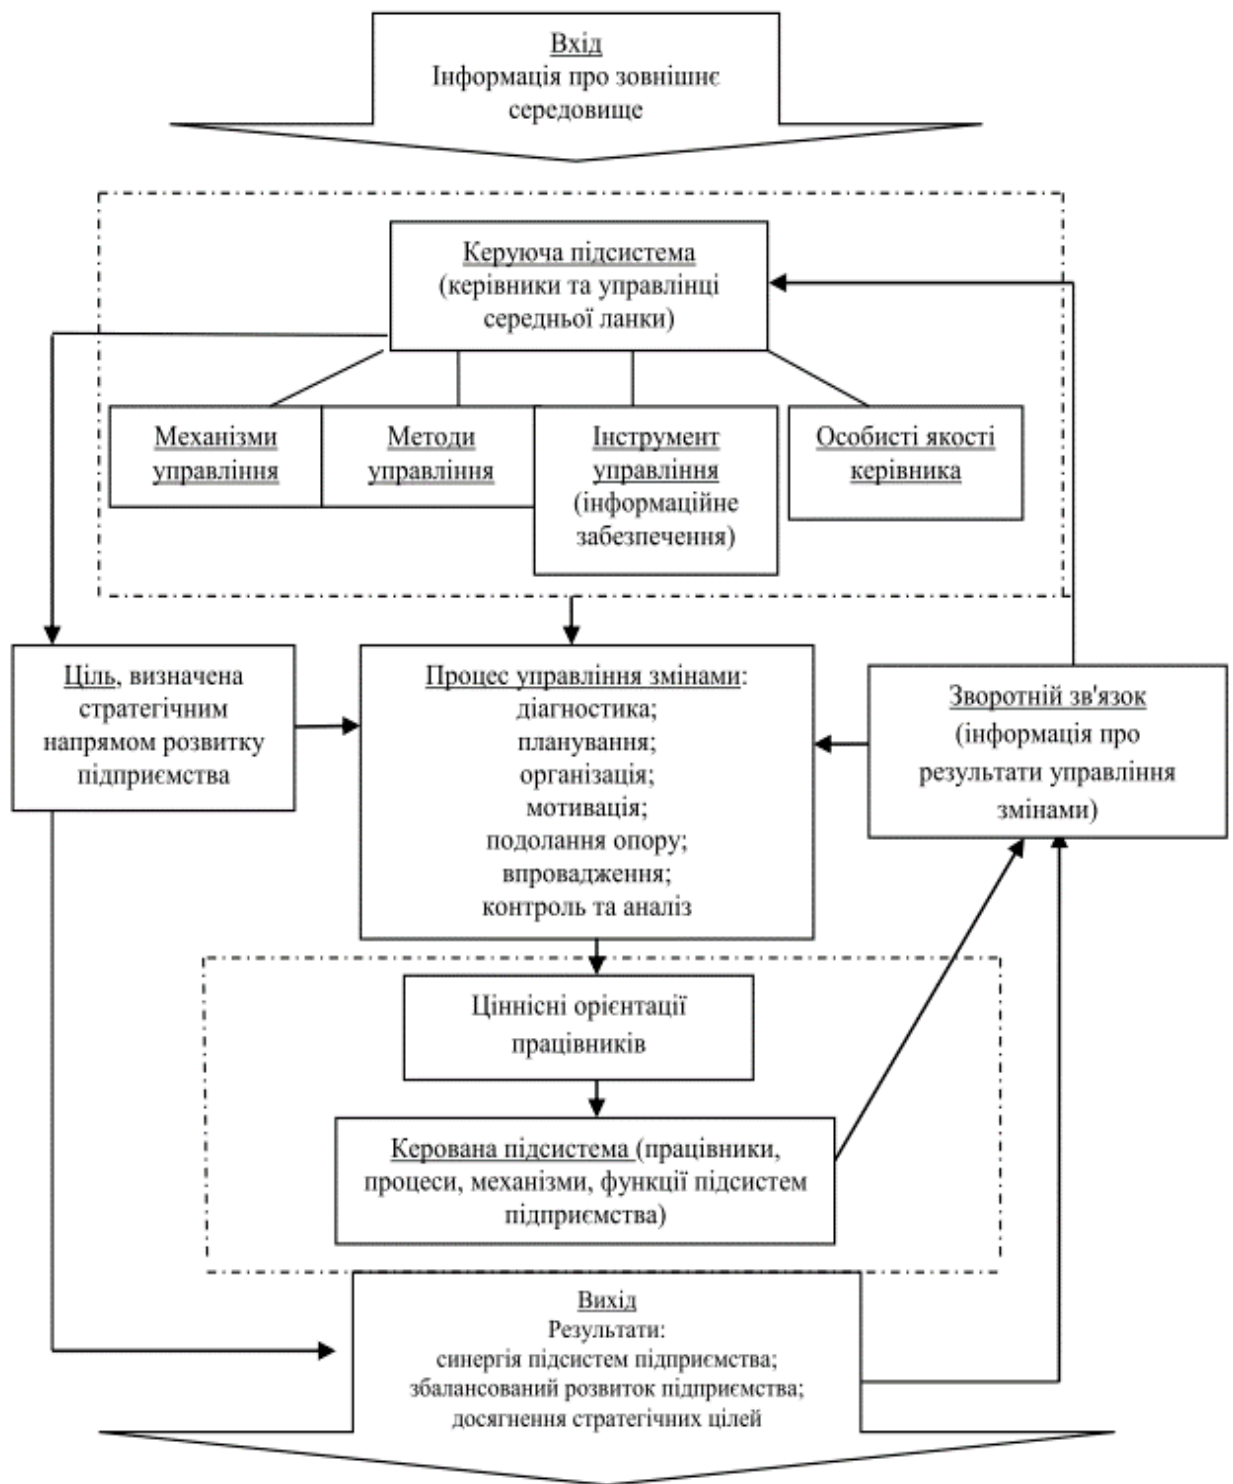 Вхід
Інформація про зовнішнє
середовище
Керуюча підсистема
(керівники та управлінці
середньої ланки)
Механізми
управління
Методи
управління
Інструмент
управління
(інформаційне
забезпечення)
Особисті якості
керівника
Ціль, визначена
стратегічним
напрямом розвитку
підприємства
Процес управління змінами:
діагностика;
планування;
організація;
мотивація;
подолання опору;
впровадження;
контроль та аналіз
Зворотній зв'язок
(інформація про
результати управління
змінами)
Ціннісні орієнтації
працівників
Керована підсистема (працівники,
процеси, механізми, функції підсистем
підприємства)
Вихід
Результати:
синергія підсистем підприємства;
збалансований розвиток підприємства;
досягнення стратегічних цілей